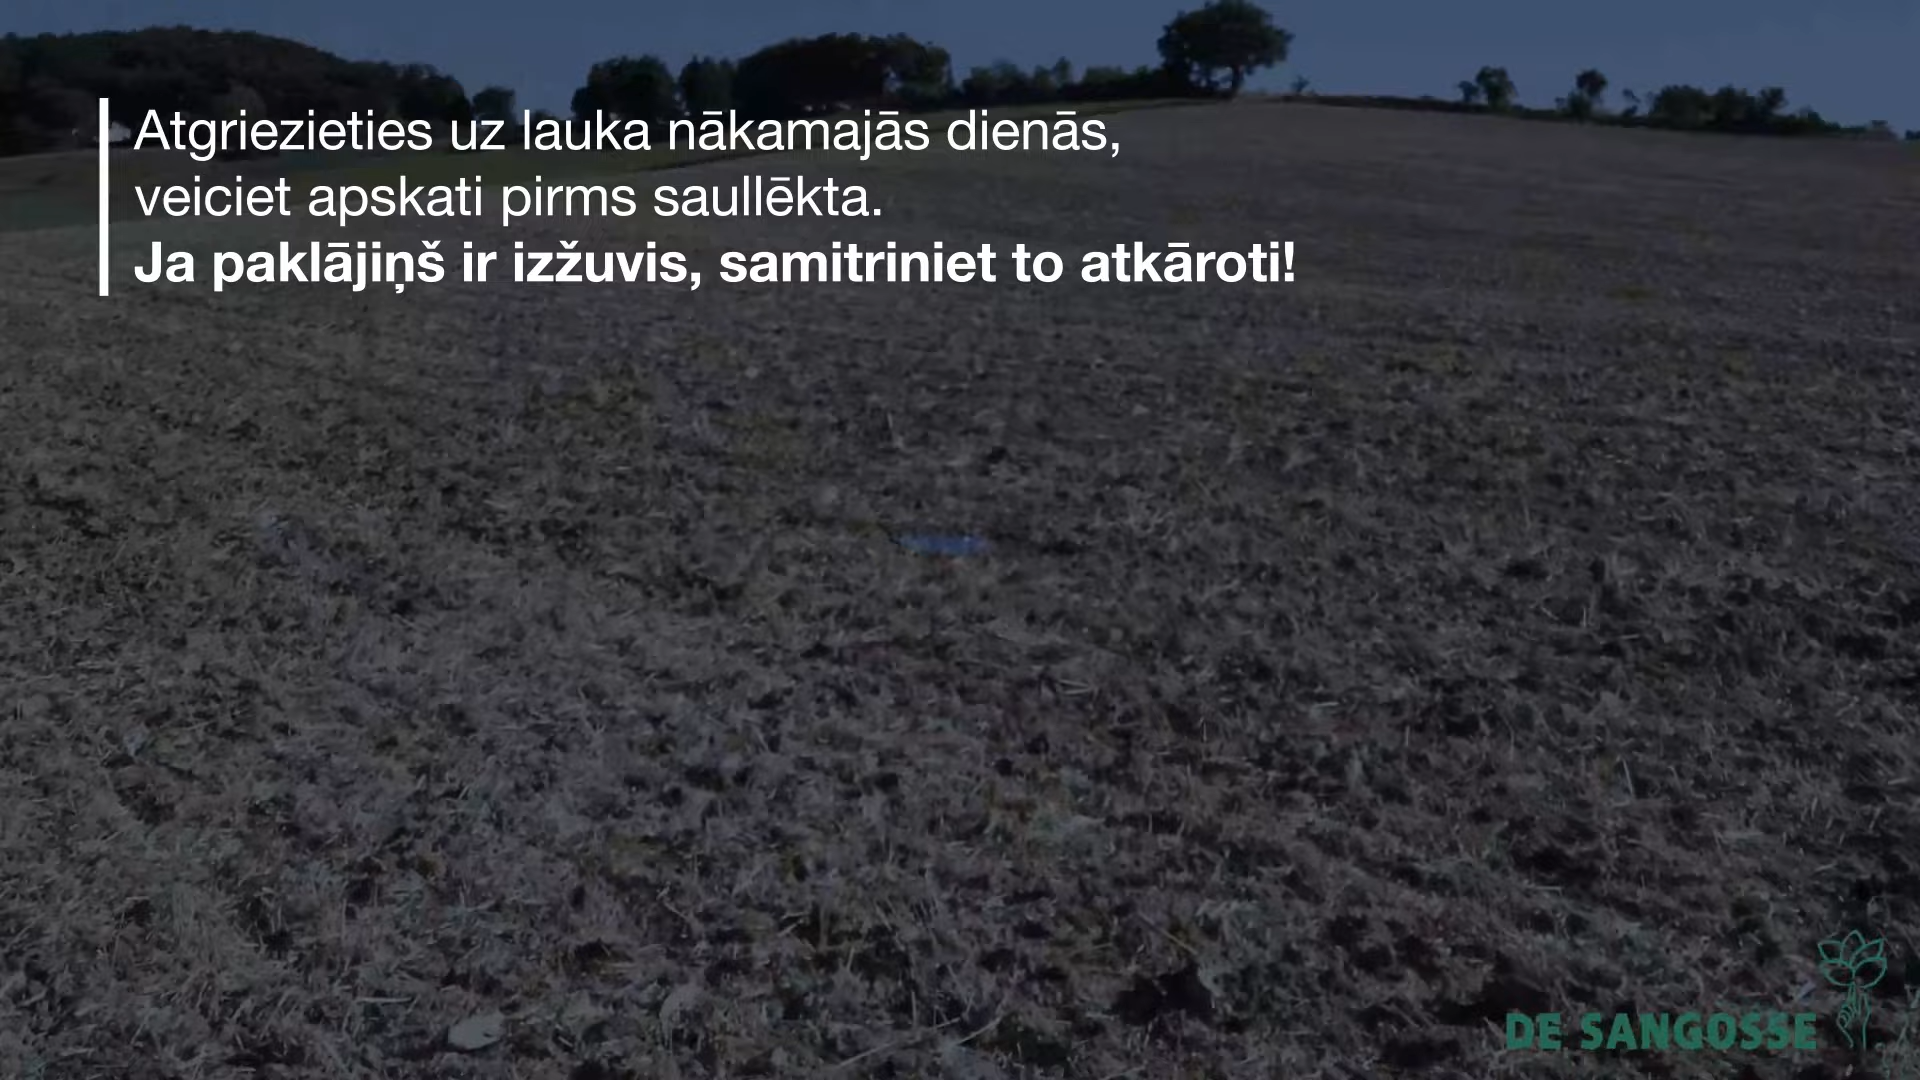 Atgriezieties uz lauka nākamajās dienās,
veiciet apskati pirms saullēkta.
Ja paklājiņš ir izžuvis, samitriniet to atkāroti!
DE SANGOSSE